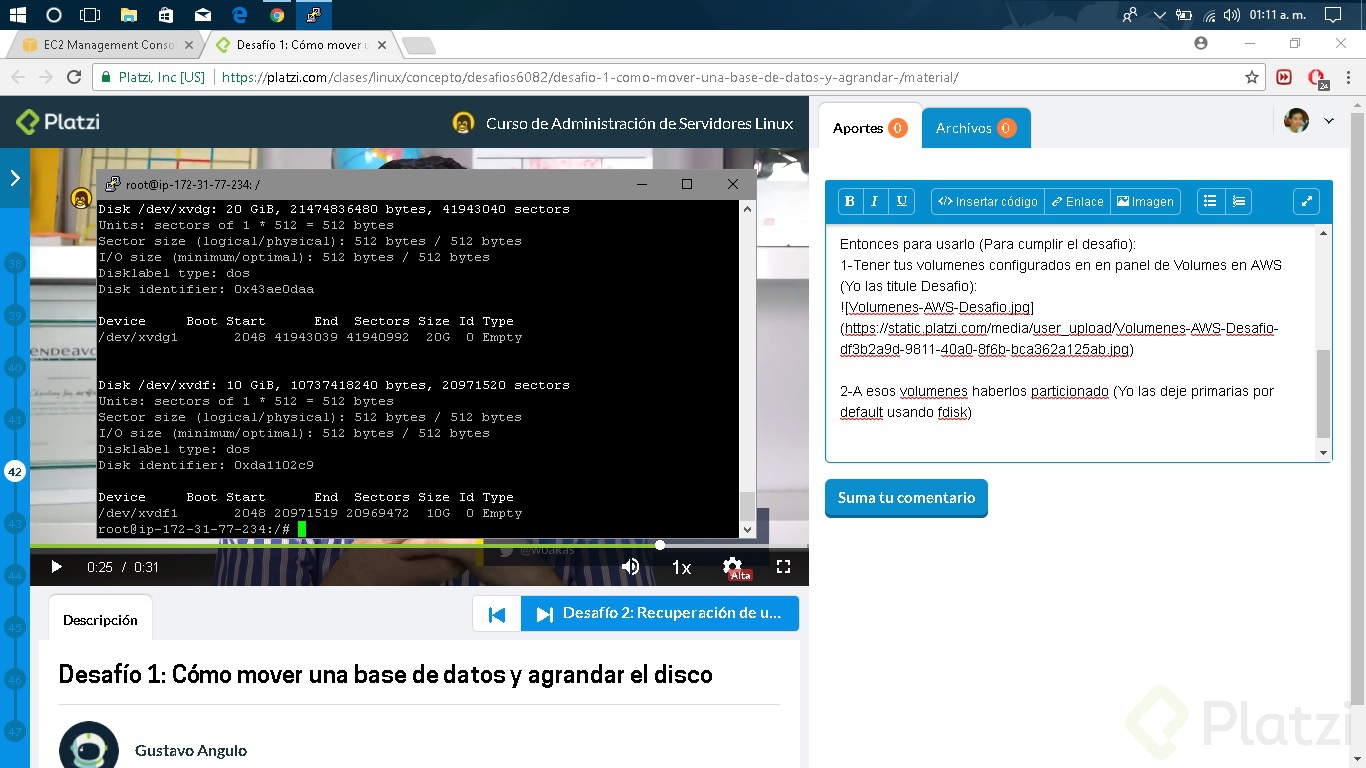 01:11 a. m.
EC2 Management Conso
Desafío 1: Cómo mover u
Platzi, Inc [US]
https://platzi.com/clases/linux/concepto/desafios6082/desafio-1-como-mover-una-base-de-datos-y-agrandar-/material/
24
Platzi
Curso de Administración de Servidores Linux
root@ip-172-31-77-234: /
Disk /dev/xvdg: 20 GiB, 21474836480 bytes, 41943040 sectors
Units: sectors of 1 * 512 = 512 bytes
Sector size (logical/physical): 512 bytes / 512 bytes
I/O size (minimum/optimal): 512 bytes / 512 bytes
Disklabel type: dos
Disk identifier: 0x43ae0daa
Device Boot Start End Sectors Size Id Type
/dev/xvdg1 2048 41943039 41940992 20G 0 Empty
Disk /dev/xvdf: 10 GiB, 10737418240 bytes, 20971520 sectors
Units: sectors of 1 * 512 = 512 bytes
Sector size (logical/physical): 512 bytes / 512 bytes
I/O size (minimum/optimal): 512 bytes / 512 bytes
Disklabel type: dos
Disk identifier: 0xda1102c9
Device Boot Start End Sectors Size Id Type
/dev/xvdf1 2048 20971519 20969472 10G 0 Empty
root@ip-172-31-77-234:/#
ENDEAVO
@woakas
38
39
40
41
42
43
44
45
46
47
0:25 / 0:31
1x
Alta
Descripción
Desafío 2: Recuperación de u...
Desafío 1: Cómo mover una base de datos y agrandar el disco
Gustavo Angulo
Aportes 0
Archivos 0
B I U </> Insertar código Enlace Imagen
Entonces para usarlo (Para cumplir el desafio):
1-Tener tus volumenes configurados en en panel de Volumes en AWS
(Yo las titule Desafio):
![Volumenes-AWS-Desafio.jpg]
(https://static.platzi.com/media/user_upload/Volumenes-AWS-Desafio-
df3b2a9d-9811-40a0-8f6b-bca362a125ab.jpg)
2-A esos volumenes haberlos particionado (Yo las deje primarias por
default usando fdisk)
Suma tu comentario
Platzi